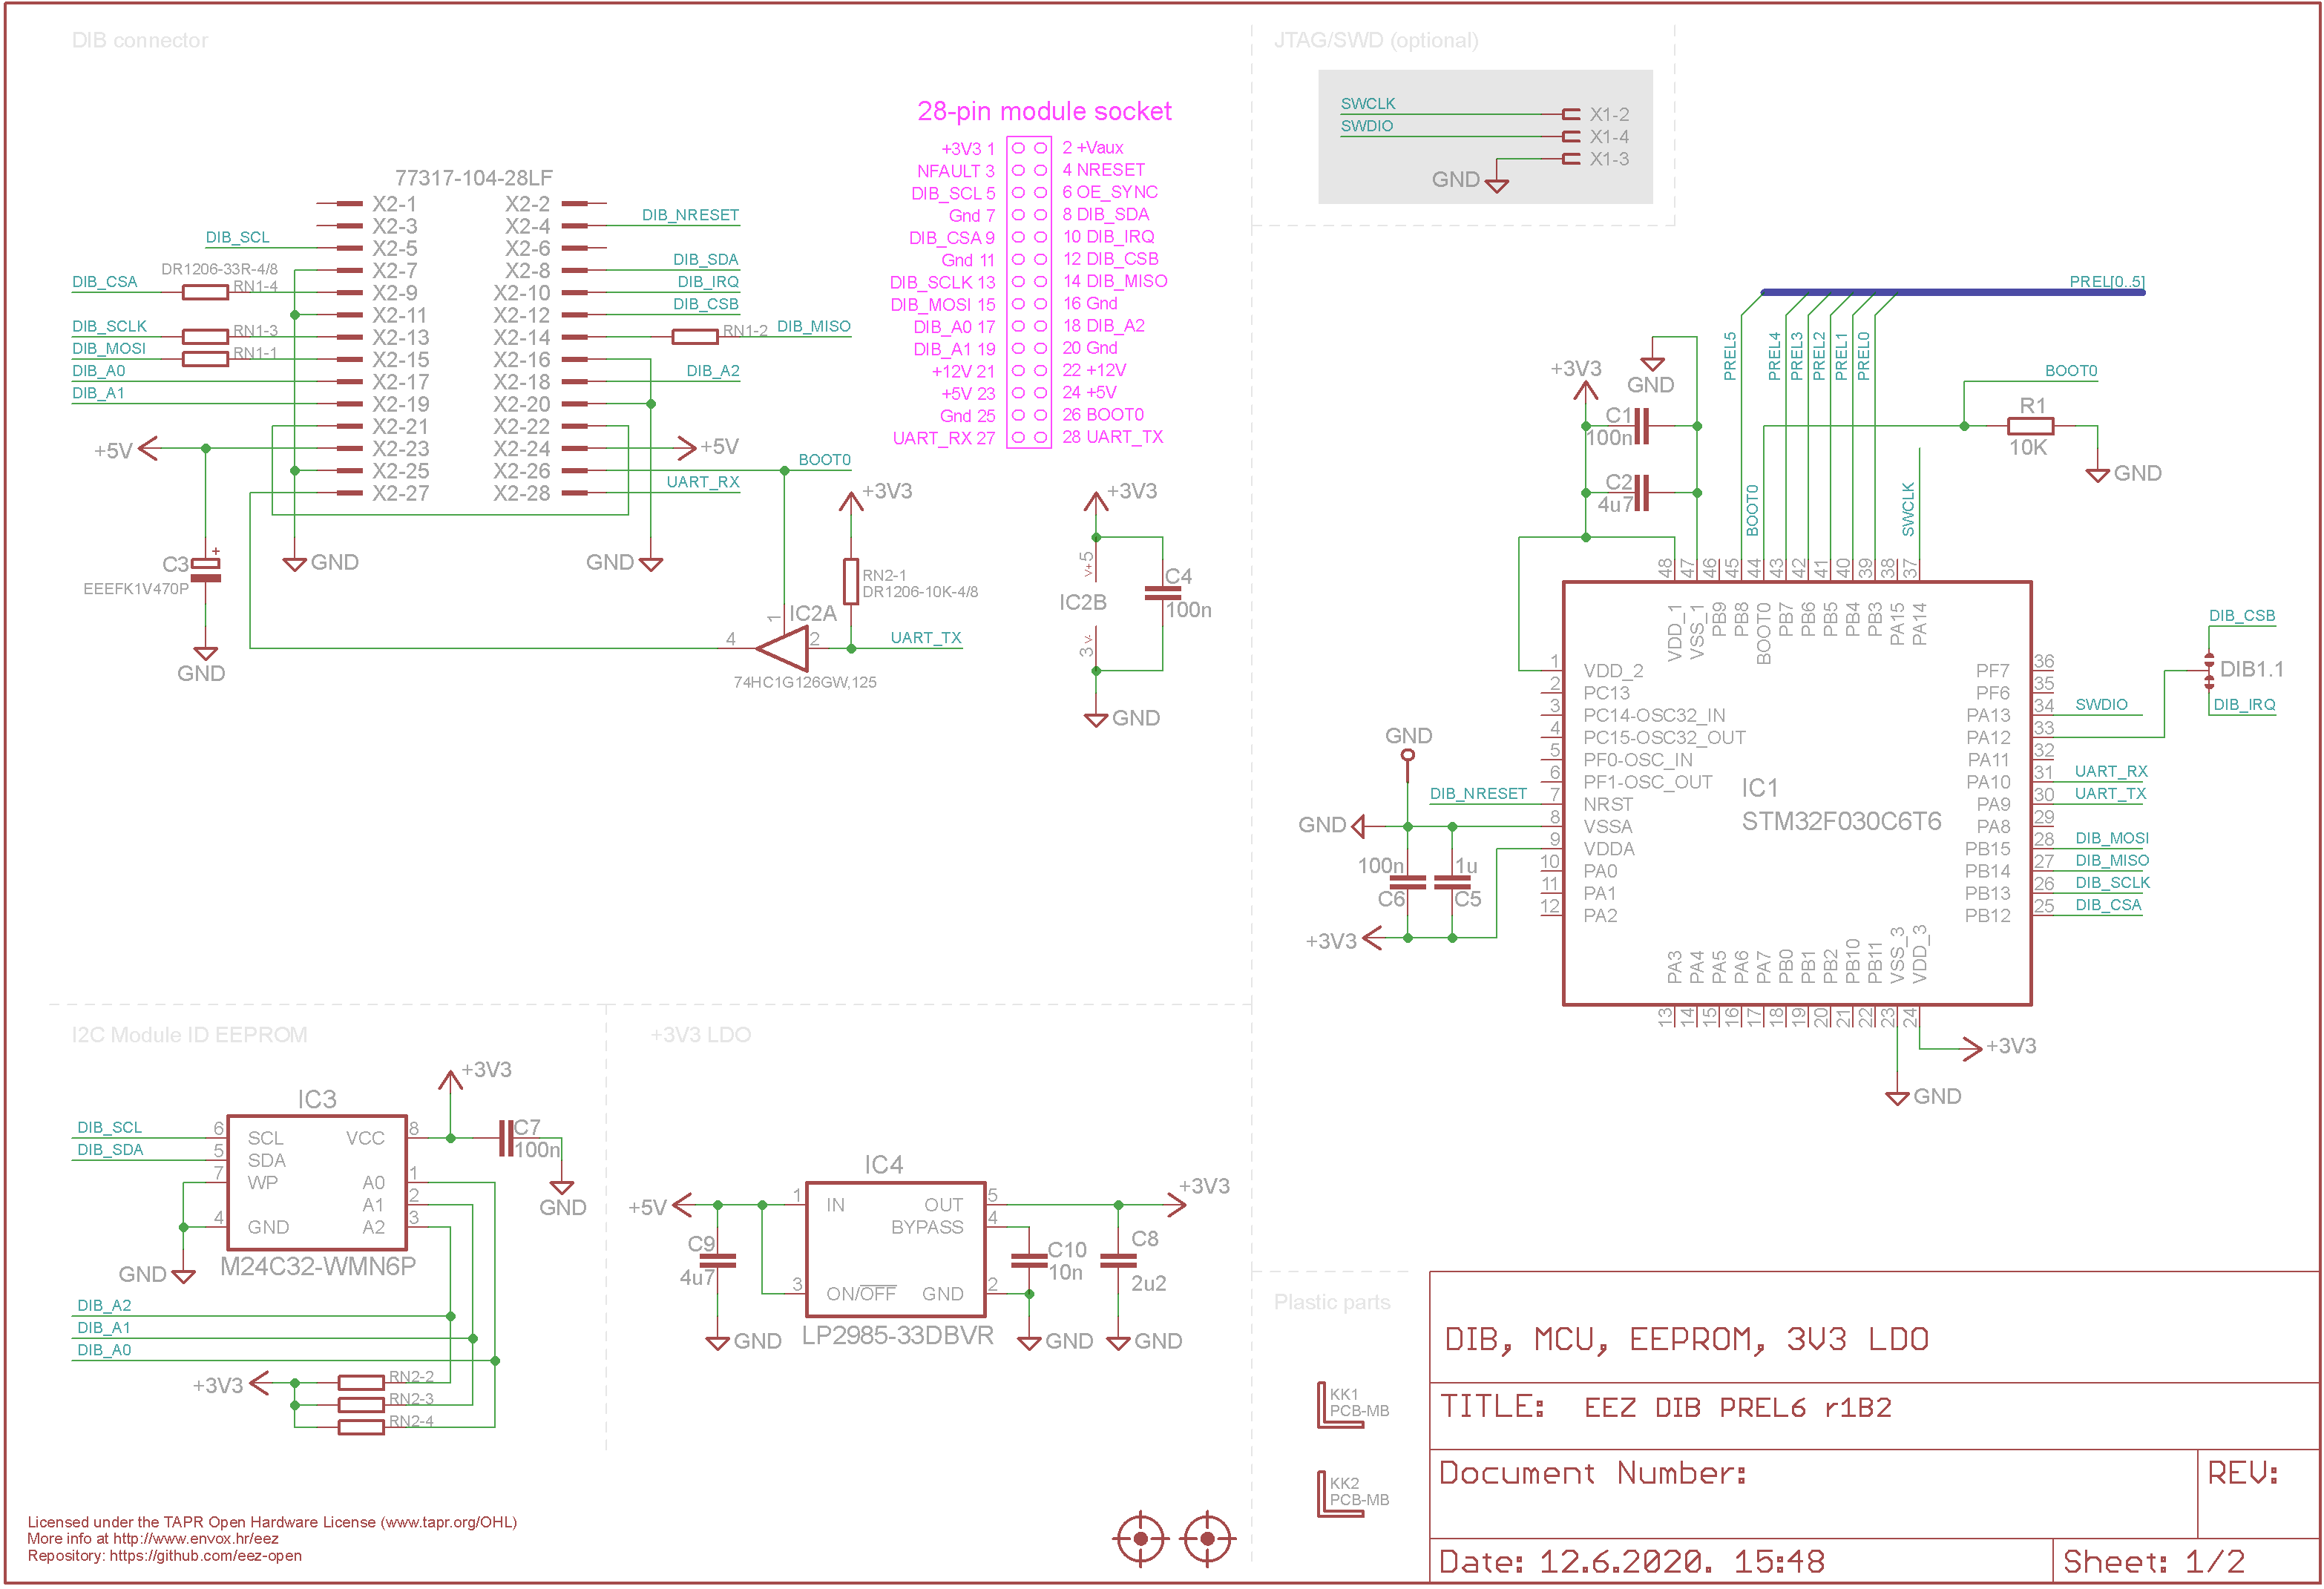 DIB connector
77317-104-28LF
X2-1
X2-2
X2-3
X2-4
DIB_NRESET
DIB_SCL
X2-5
X2-6
DR1206-33R-4/8
X2-7
X2-8
DIB_SDA
DIB_CSA
RN1-4
X2-9
X2-10
DIB_IRQ
X2-11
X2-12
DIB_CSB
DIB_SCLK
RN1-3
X2-13
X2-14
RN1-2
DIB_MISO
DIB_MOSI
RN1-1
X2-15
X2-16
DIB_A0
X2-17
X2-18
DIB_A2
DIB_A1
X2-19
X2-20
X2-21
X2-22
+5V
X2-23
X2-24
+5V
X2-25
X2-26
BOOT0
X2-27
X2-28
UART_RX
C3
+
EEEFK1V470P
GND
GND
GND
+3V3
RN2-1
DR1206-10K-4/8
IC2A
1
4
2
UART_TX
74HC1G126GW,125
28-pin module socket
+3V3 1
2 +Vaux
NFAULT 3
4 NRESET
DIB_SCL 5
6 OE_SYNC
Gnd 7
8 DIB_SDA
DIB_CSA 9
10 DIB_IRQ
Gnd 11
12 DIB_CSB
DIB_SCLK 13
14 DIB_MISO
DIB_MOSI 15
16 Gnd
DIB_A0 17
18 DIB_A2
DIB_A1 19
20 Gnd
+12V 21
22 +12V
+5V 23
24 +5V
Gnd 25
26 BOOT0
UART_RX 27
28 UART_TX
+3V3
V+ 5
IC2B
3 V-
C4
100n
GND
JTAG/SWD (optional)
SWCLK
X1-2
SWDIO
X1-4
X1-3
GND
PREL[0..5]
PREL5
PREL4
PREL3
PREL2
PREL1
PREL0
+3V3
GND
C1
100n
C2
4u7
BOOT0
R1
10K
GND
BOOT0
SWCLK
48
47
46
45
44
43
42
41
40
39
38
37
VDD_1
VSS_1
PB9
PB8
BOOT0
PB7
PB6
PB5
PB4
PB3
PA15
PA14
1
VDD_2
2
PC13
3
PC14-OSC32_IN
4
PC15-OSC32_OUT
5
PF0-OSC_IN
6
PF1-OSC_OUT
DIB_NRESET
7
NRST
8
VSSA
9
VDDA
10
PA0
11
PA1
12
PA2
IC1
STM32F030C6T6
PF7
36
PF6
35
PA13
34
SWDIO
PA12
33
PA11
32
PA10
31
UART_RX
PA9
30
UART_TX
PA8
29
PB15
28
DIB_MOSI
PB14
27
DIB_MISO
PB13
26
DIB_SCLK
PB12
25
DIB_CSA
DIB_CSB
DIB1.1
DIB_IRQ
GND
GND
100n
C6
1u
C5
+3V3
PA3
PA4
PA5
PA6
PA7
PB0
PB1
PB2
PB10
PB11
VSS_3
VDD_3
13
14
15
16
17
18
19
20
21
22
23
24
+3V3
GND
I2C Module ID EEPROM
+3V3
IC3
DIB_SCL
6
SCL
VCC
8
C7
100n
DIB_SDA
5
SDA
7
WP
A0
1
A1
2
4
GND
A2
3
GND
GND
M24C32-WMN6P
DIB_A2
DIB_A1
DIB_A0
+3V3
RN2-2
RN2-3
RN2-4
+3V3 LDO
IC4
+5V
1
IN
OUT
5
+3V3
BYPASS
4
C9
4u7
C10
10n
C8
2u2
3
ON/OFF
GND
2
GND
LP2985-33DBVR
GND
GND
Plastic parts
KK1
PCB-MB
KK2
PCB-MB
DIB, MCU, EEPROM, 3V3 LDO
TITLE: EEZ DIB PREL6 r1B2
Document Number:
REV:
Date: 12.6.2020. 15:48
Sheet: 1/2
Licensed under the TAPR Open Hardware License (www.tapr.org/OHL)
More info at http://www.envox.hr/eez
Repository: https://github.com/eez-open